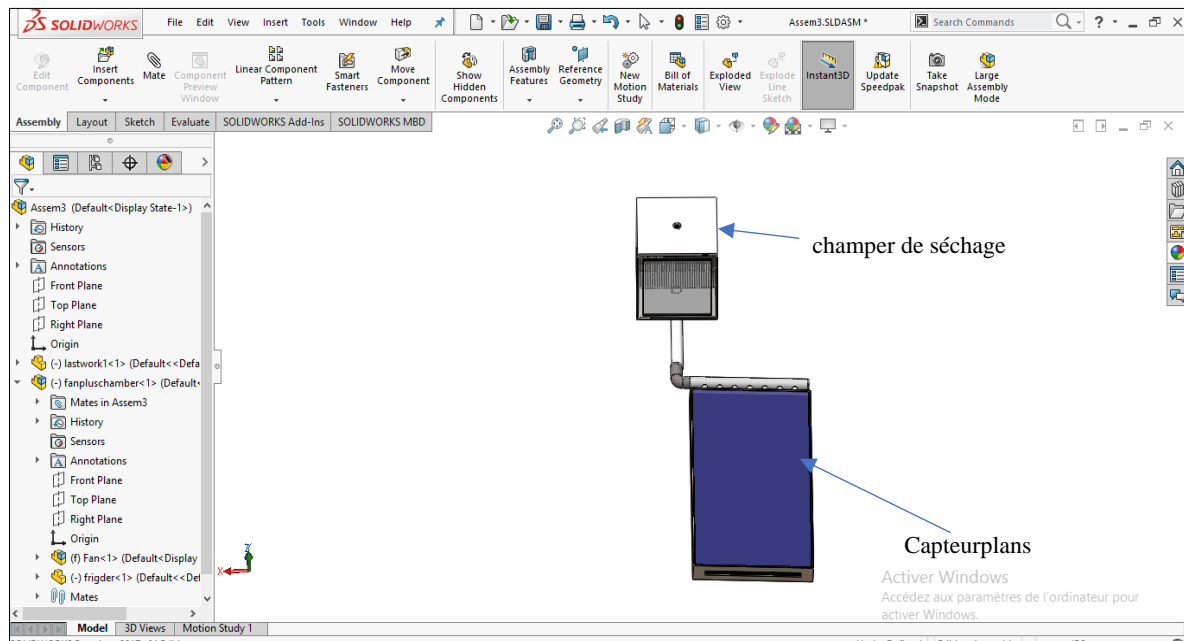 SOLIDWORKS File Edit View Insert Tools Window Help Assem3.SLDASM * Search Commands ?
Edit Component
Insert Components
Mate
Component Preview Window
Linear Component Pattern
Smart Fasteners
Move Component
Show Hidden Components
Assembly Features
Reference Geometry
New Motion Study
Bill of Materials
Exploded View
Explode Line Sketch
Instant3D
Update Speedpak
Take Snapshot
Large Assembly Mode
Assembly Layout Sketch Evaluate SOLIDWORKS Add-Ins SOLIDWORKS MBD
Assem3 (Default<Display State-1>)
History
Sensors
Annotations
Front Plane
Top Plane
Right Plane
Origin
(-) lastwork1<1> (Default<<Defa
(-) fanpluschamber<1> (Default<
Mates in Assem3
History
Sensors
Annotations
Front Plane
Top Plane
Right Plane
Origin
(f) Fan<1> (Default<Display
(-) frigder<1> (Default<<Def
Mates
champer de séchage
Capteurplans
Z
X
Activer Windows
Accédez aux paramètres de l'ordinateur pour
activer Windows.
Model 3D Views Motion Study 1